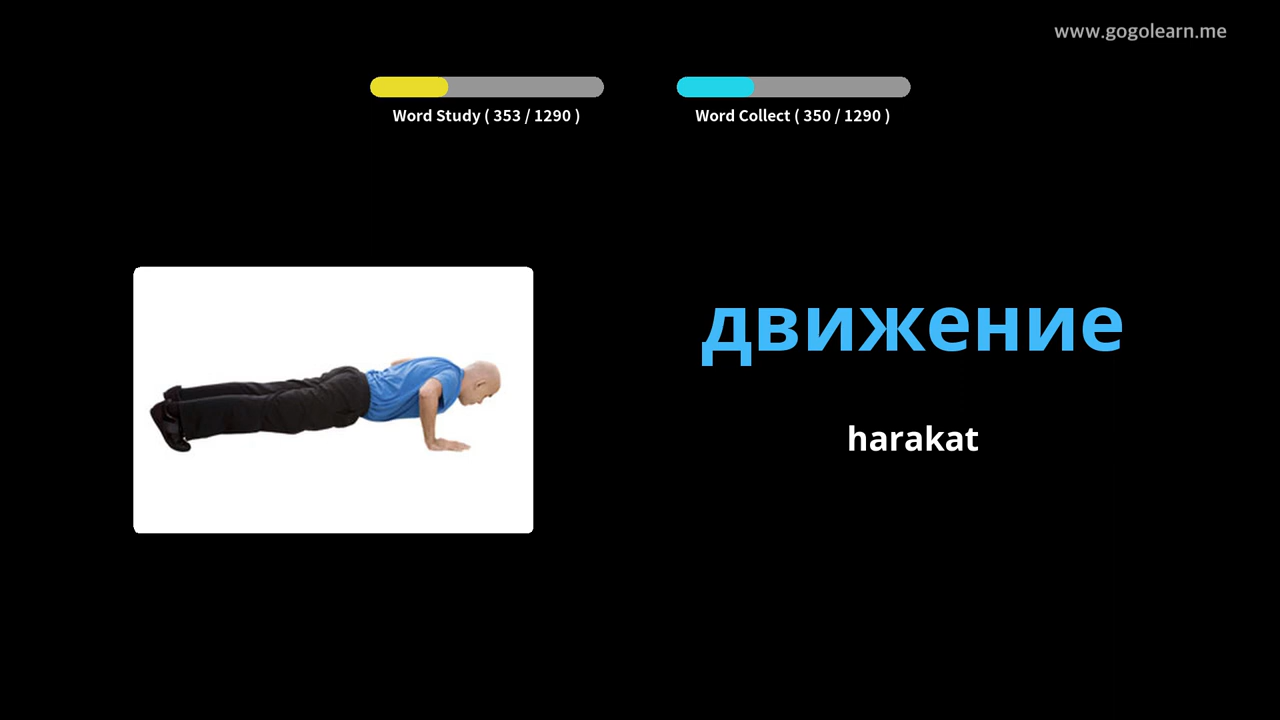 www.gogolearn.me
Word Study ( 353 / 1290 )
Word Collect ( 350 / 1290 )
движение
harakat